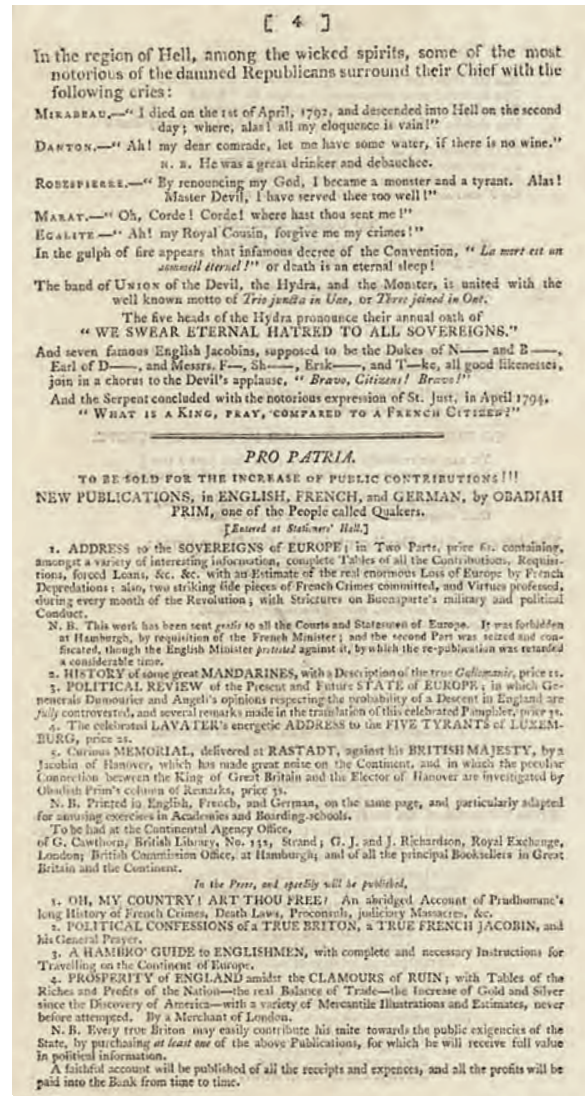 [ 4 ]
In the region of Hell, among the wicked spirits, some of the most
notorious of the damned Republicans surround their Chief with the
following cries:
MIRABEAU.—“ I died on the 1st of April, 1792, and descended into Hell on the second
day; where, alas! all my eloquence is vain!”
DANTON.—“ Ah! my dear comrade, let me have some water, if there is no wine.”
N. B. He was a great drinker and debauchee.
ROBESPIERRE.—“ By renouncing my God, I became a monster and a tyrant. Alas!
Master Devil, I have served thee too well!”
MARAT.—“ Oh, Corde! Corde! where hast thou sent me!”
EGALITE—“ Ah! my Royal Cousin, forgive me my crimes!”
In the gulph of fire appears that infamous decree of the Convention, “ La mort est un
sommeil éternel!” or death is an eternal sleep!
The band of UNION of the Devil, the Hydra, and the Monster, is united with the
well known motto of Trio juncta in Uno, or Three joined in One.
The five heads of the Hydra pronounce their annual oath of
“ WE SWEAR ETERNAL HATRED TO ALL SOVEREIGNS.”
And seven famous English Jacobins, supposed to be the Dukes of N—— and B——,
Earl of D——, and Messrs. F—, Sh——, Ersk——, and T—ke, all good likenesses,
join in a chorus to the Devil's applause, “ Bravo, Citizens! Bravo!”
And the Serpent concluded with the notorious expression of St. Just, in April 1794,
“ WHAT IS A KING, PRAY, COMPARED TO A FRENCH CITIZEN?”
PRO PATRIA.
TO BE SOLD FOR THE INCREASE OF PUBLIC CONTRIBUTIONS!!!
NEW PUBLICATIONS, in ENGLISH, FRENCH, and GERMAN, by OBADIAH
PRIM, one of the People called Quakers.
[Entered at Stationers' Hall.]
1. ADDRESS to the SOVEREIGNS of EUROPE; in Two Parts, price 6s. containing,
amongst a variety of interesting information, complete Tables of all the Contributions, Requisi-
tions, forced Loans, &c. &c. with an Estimate of the real enormous Loss of Europe by French
Depredations: also, two striking side pieces of French Crimes committed, and Virtues professed,
during every month of the Revolution; with Strictures on Buonaparte's military and political
Conduct.
N. B. This work has been sent gratis to all the Courts and Statesmen of Europe. It was forbidden
at Hamburgh, by requisition of the French Minister; and the second Part was seized and con-
fiscated, though the English Minister protested against it, by which the re-publication was retarded
a considerable time.
2. HISTORY of some great MANDARINES, with a Description of the true Gallomanie, price 1s.
3. POLITICAL REVIEW of the Present and Future STATE of EUROPE; in which Ge-
nerals Dumourier and Angeli's opinions respecting the probability of a Descent in England are
fully controverted, and several remarks made in the translation of this celebrated Pamphlet, price 3s.
4. The celebrated LAVATER's energetic ADDRESS to the FIVE TYRANTS of LUXEM-
BURG, price 2s.
5. Curious MEMORIAL, delivered at RASTADT, against his BRITISH MAJESTY, by a
Jacobin of Hanover, which has made great noise on the Continent, and in which the peculiar
Connection between the King of Great Britain and the Elector of Hanover are investigated by
Obadiah Prim's column of Remarks, price 3s.
N. B. Printed in English, French, and German, on the same page, and particularly adapted
for amusing exercises in Academies and Boarding-schools.
To be had at the Continental Agency Office,
of G. Cawthorn, British Library, No. 132, Strand; G. J. and J. Richardson, Royal Exchange,
London; British Commission Office, at Hamburgh; and of all the principal Booksellers in Great
Britain and the Continent.
In the Press, and speedily will be published,
1. OH, MY COUNTRY! ART THOU FREE? An abridged Account of Prudhomme's
long History of French Crimes, Death Laws, Proconsuls, judiciary Massacres, &c.
2. POLITICAL CONFESSIONS of a TRUE BRITON, a TRUE FRENCH JACOBIN, and
his General Prayer.
3. A HAMBRO' GUIDE to ENGLISHMEN, with complete and necessary Instructions for
Travelling on the Continent of Europe.
4. PROSPERITY of ENGLAND amidst the CLAMOURS of RUIN; with Tables of the
Riches and Profits of the Nation—the real Balance of Trade—the Increase of Gold and Silver
since the Discovery of America—with a variety of Mercantile Illustrations and Estimates, never
before attempted. By a Merchant of London.
N. B. Every true Briton may easily contribute his mite towards the public exigencies of the
State, by purchasing at least one of the above Publications, for which he will receive full value
in political information.
A faithful account will be published of all the receipts and expences, and all the profits will be
paid into the Bank from time to time.